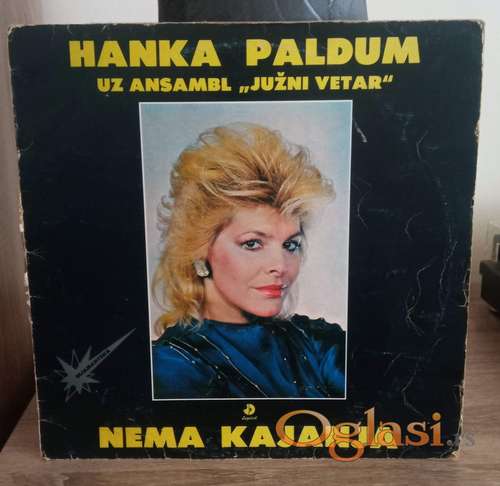 HANKA PALDUM
UZ ANSAMBL „JUŽNI VETAR“
NEMA
Oglasi.rs